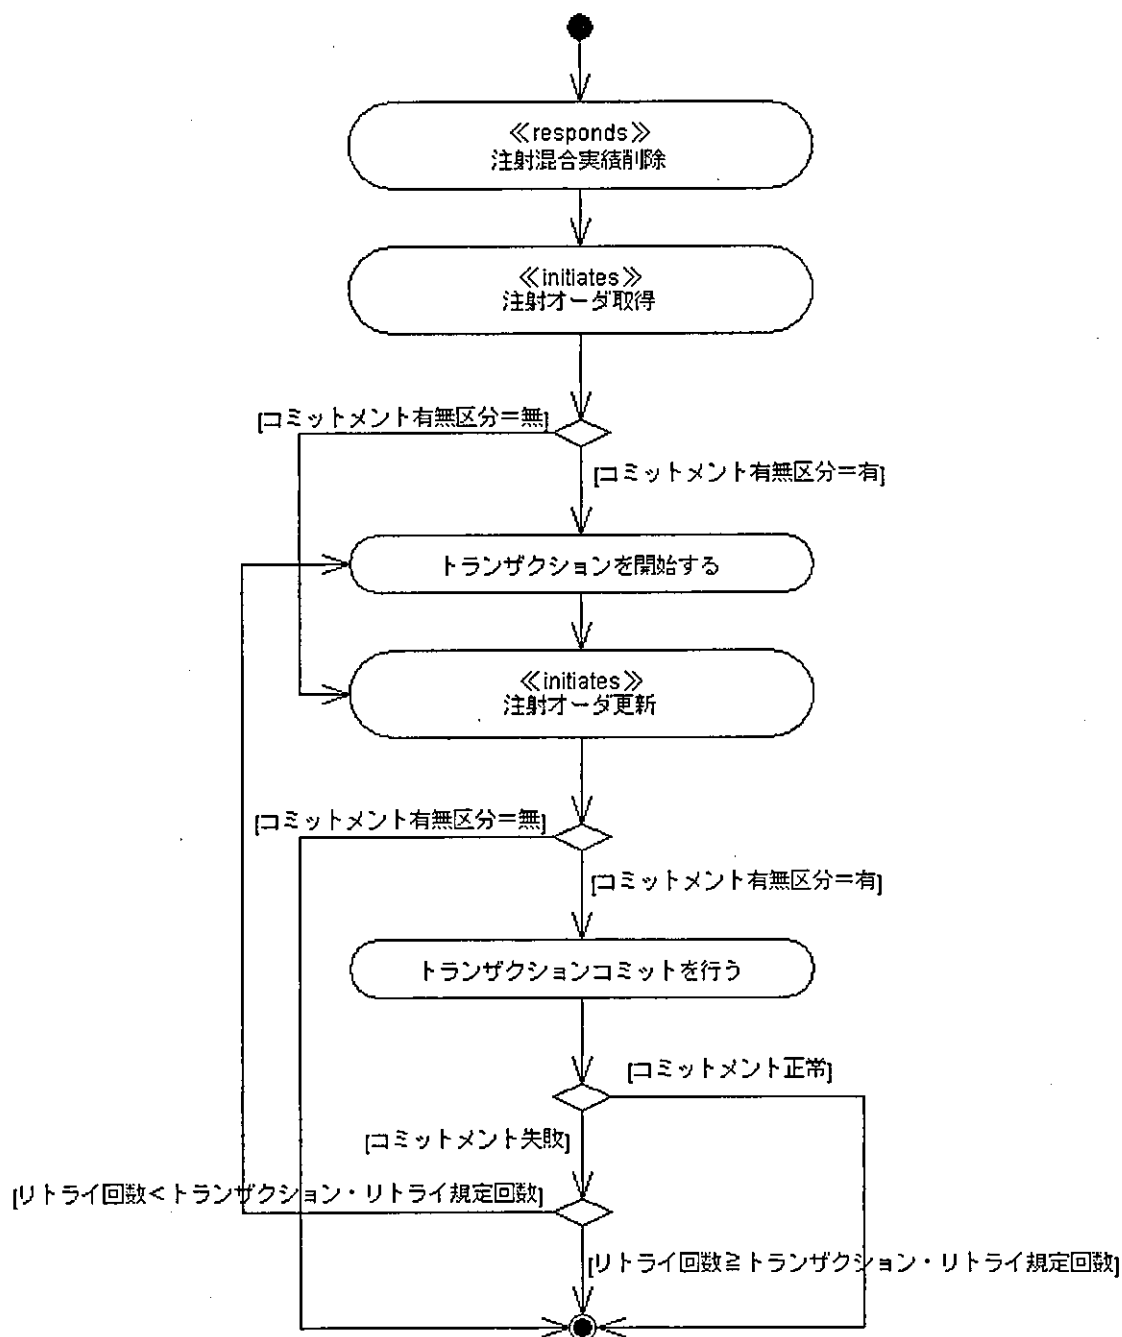 ≪responds≫
注射混合実績削除
≪initiates≫
注射オーダ取得
[コミットメント有無区分＝無]
[コミットメント有無区分＝有]
トランザクションを開始する
≪initiates≫
注射オーダ更新
[コミットメント有無区分＝無]
[コミットメント有無区分＝有]
トランザクションコミットを行う
[コミットメント正常]
[コミットメント失敗]
[リトライ回数＜トランザクション・リトライ規定回数]
[リトライ回数≧トランザクション・リトライ規定回数]